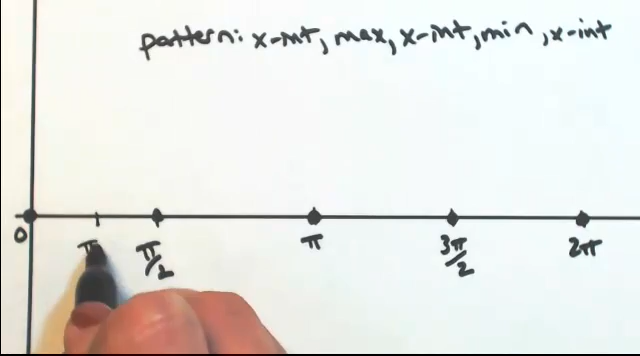 pattern: x-int, max, x-int, min, x-int
0 π π/2 π 3π/2 2π